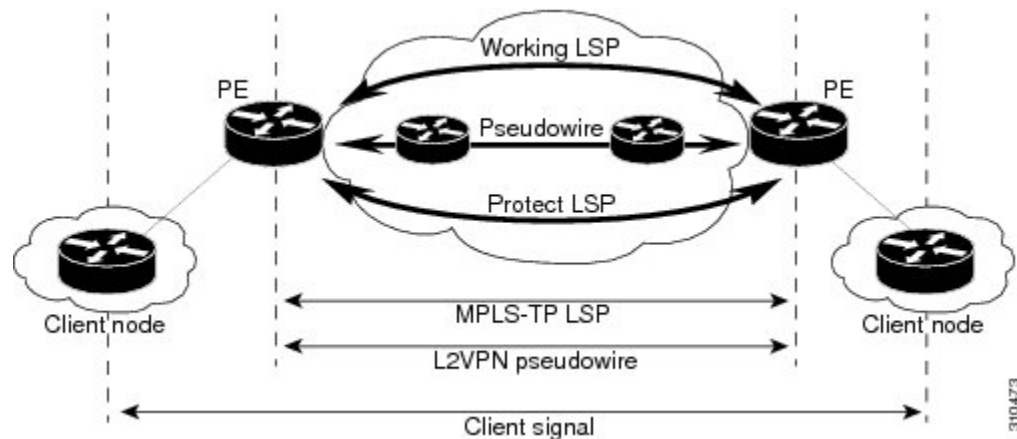 Working LSP
PE
PE
Pseudowire
Protect LSP
Client node
Client node
MPLS-TP LSP
L2VPN pseudowire
Client signal
310473